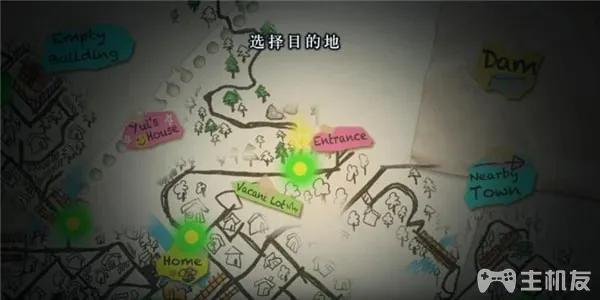 选择目的地
Empty
Building
Dam
Yui's
House
Entrance
Nearby
Town
Vacant Lot
Home
主机友